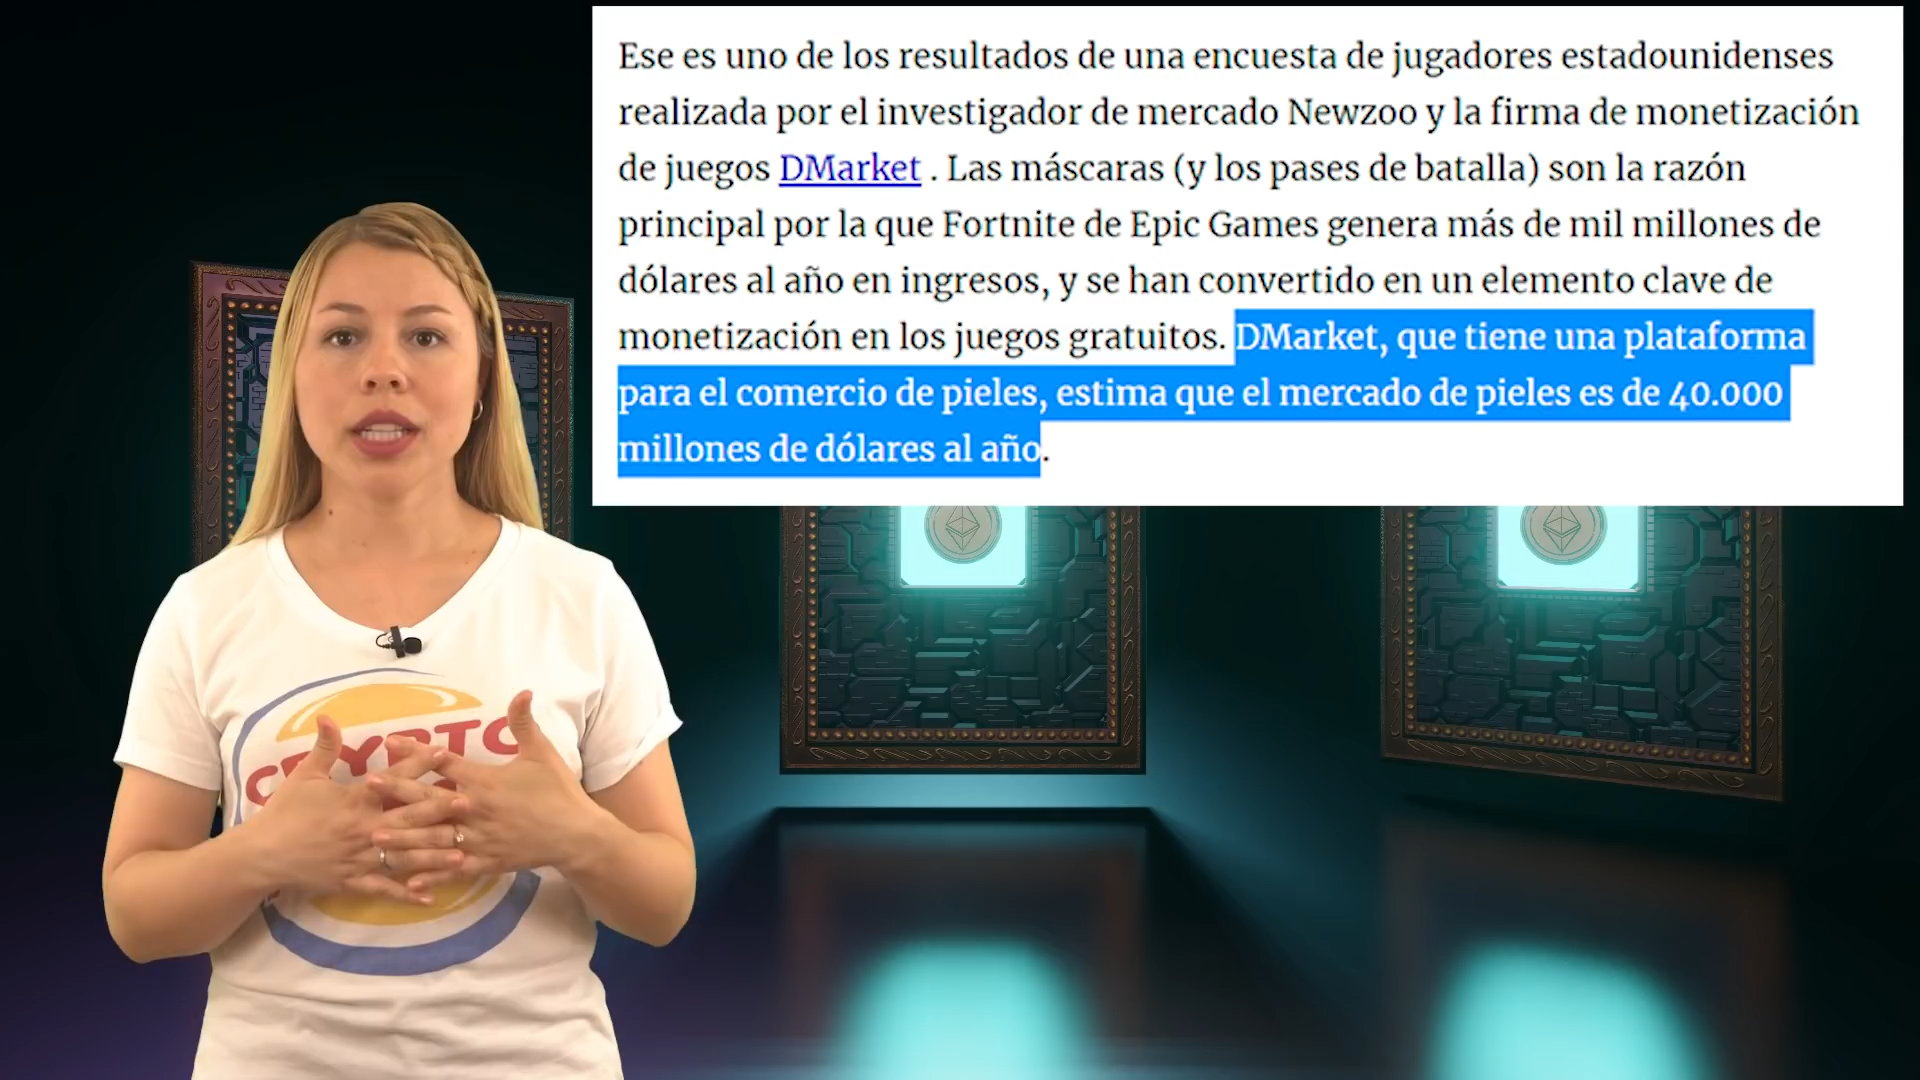 Ese es uno de los resultados de una encuesta de jugadores estadounidenses
realizada por el investigador de mercado Newzoo y la firma de monetización
de juegos DMarket . Las máscaras (y los pases de batalla) son la razón
principal por la que Fortnite de Epic Games genera más de mil millones de
dólares al año en ingresos, y se han convertido en un elemento clave de
monetización en los juegos gratuitos. DMarket, que tiene una plataforma
para el comercio de pieles, estima que el mercado de pieles es de 40.000
millones de dólares al año.
CRYPTO